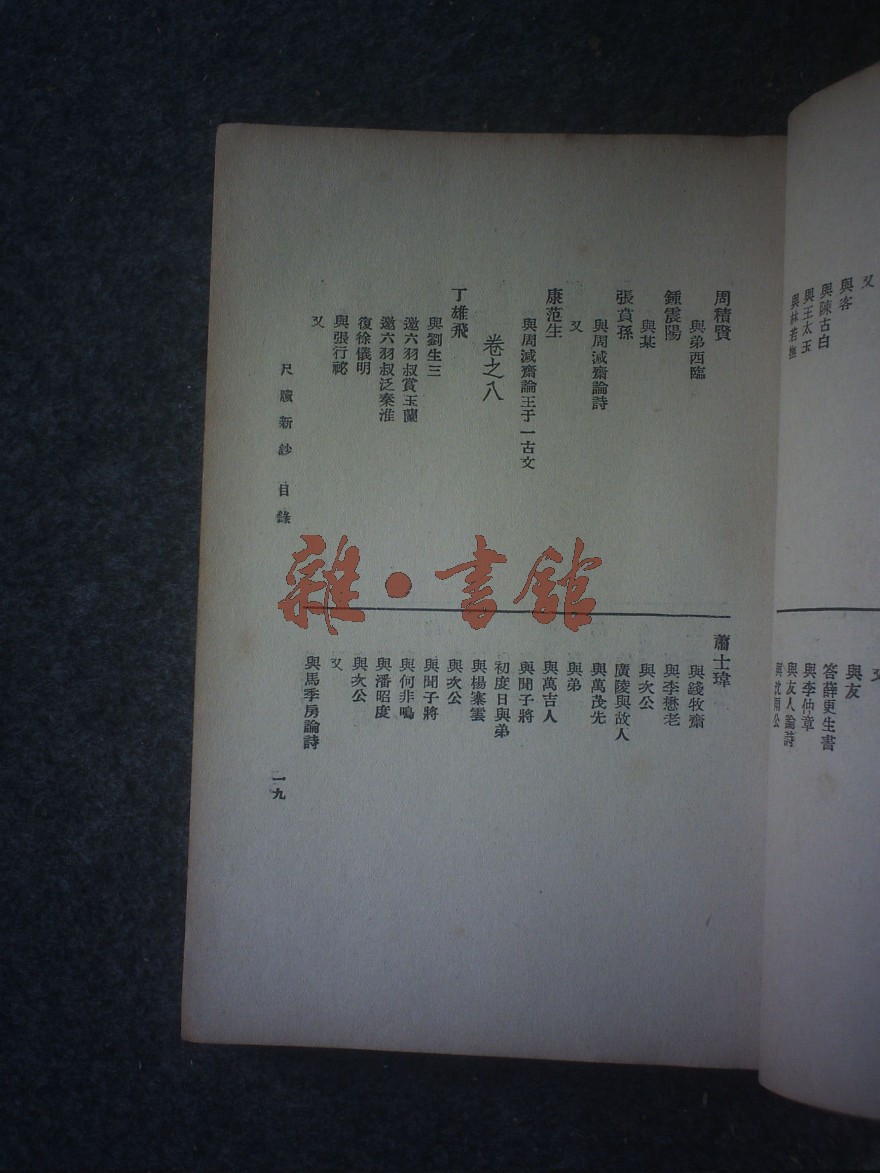 又
與客
與陳古白
與王太玉
與林若撫
又
與友
答薛更生書
與李仲章
與友人論詩
周積賢
與弟西臨
鍾震陽
與某
張賁孫
與周減齋論詩
又
康范生
與周減齋論王于一古文
卷之八
丁雄飛
與劉生三
邀六羽叔賞玉蘭
邀六羽叔泛秦淮
復徐儀明
與張行祕
又
蕭士瑋
與錢牧齋
與李懋老
與次公
廣陵與故人
與萬茂先
與弟
與萬吉人
與聞子將
初度日與弟
與楊寨雲
與次公
與聞子將
與何非鳴
與潘昭度
與次公
又
與馬季房論詩
尺牘新鈔 目錄
一九
雜·書館